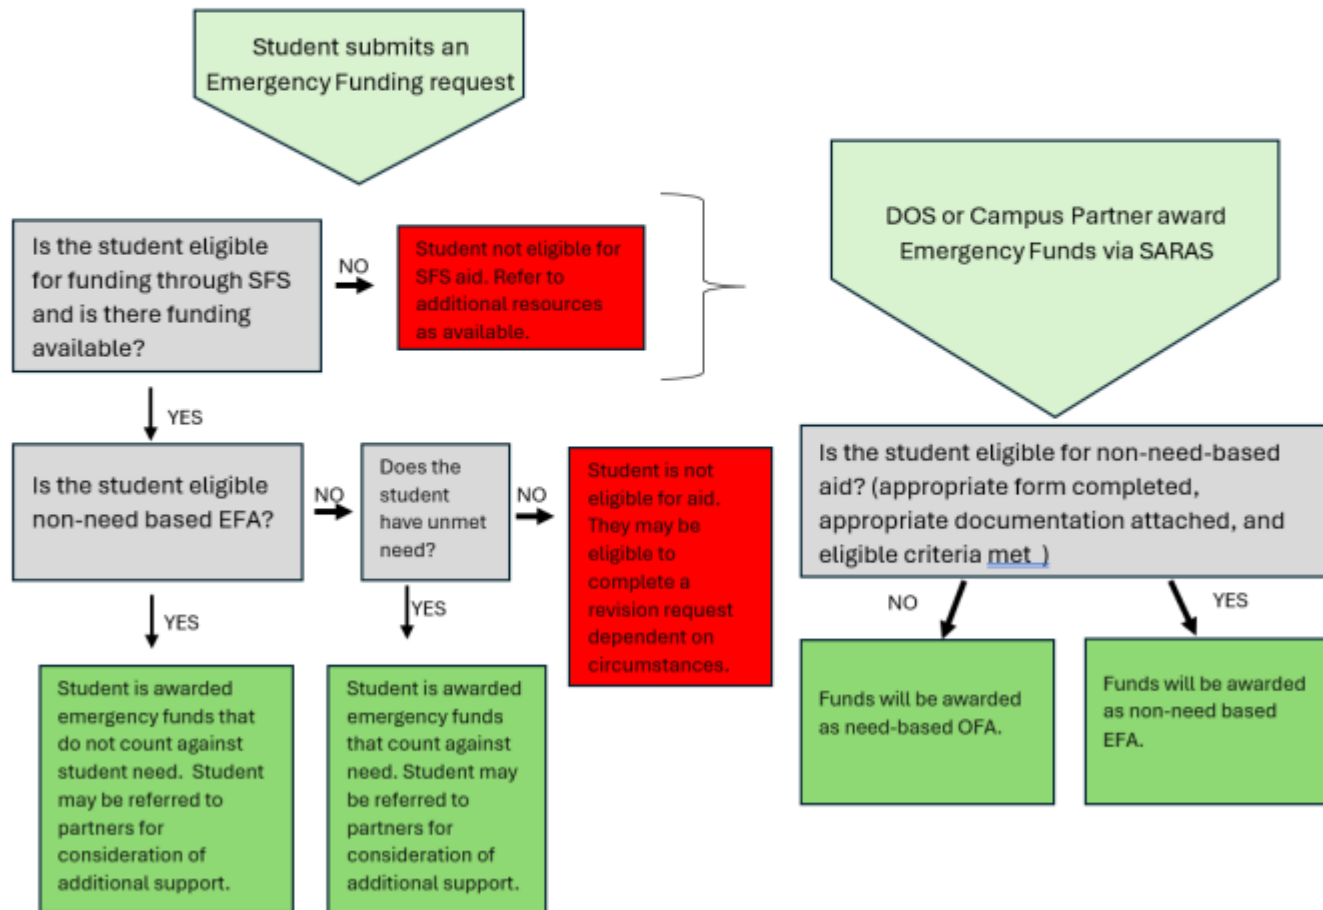 Student submits an
Emergency Funding request
Is the student eligible
for funding through SFS
and is there funding
available?
NO
Student not eligible for
SFS aid. Refer to
additional resources
as available.
YES
Is the student eligible
non-need based EFA?
NO
Does the
student
have unmet
need?
NO
Student is not
eligible for aid.
They may be
eligible to
complete a
revision request
dependent on
circumstances.
YES
YES
Student is awarded
emergency funds that
do not count against
student need. Student
may be referred to
partners for
consideration of
additional support.
Student is awarded
emergency funds
that count against
need. Student may
be referred to
partners for
consideration of
additional support.
DOS or Campus Partner award
Emergency Funds via SARAS
Is the student eligible for non-need-based
aid? (appropriate form completed,
appropriate documentation attached, and
eligible criteria met )
NO
YES
Funds will be awarded
as need-based OFA.
Funds will be awarded
as non-need based
EFA.